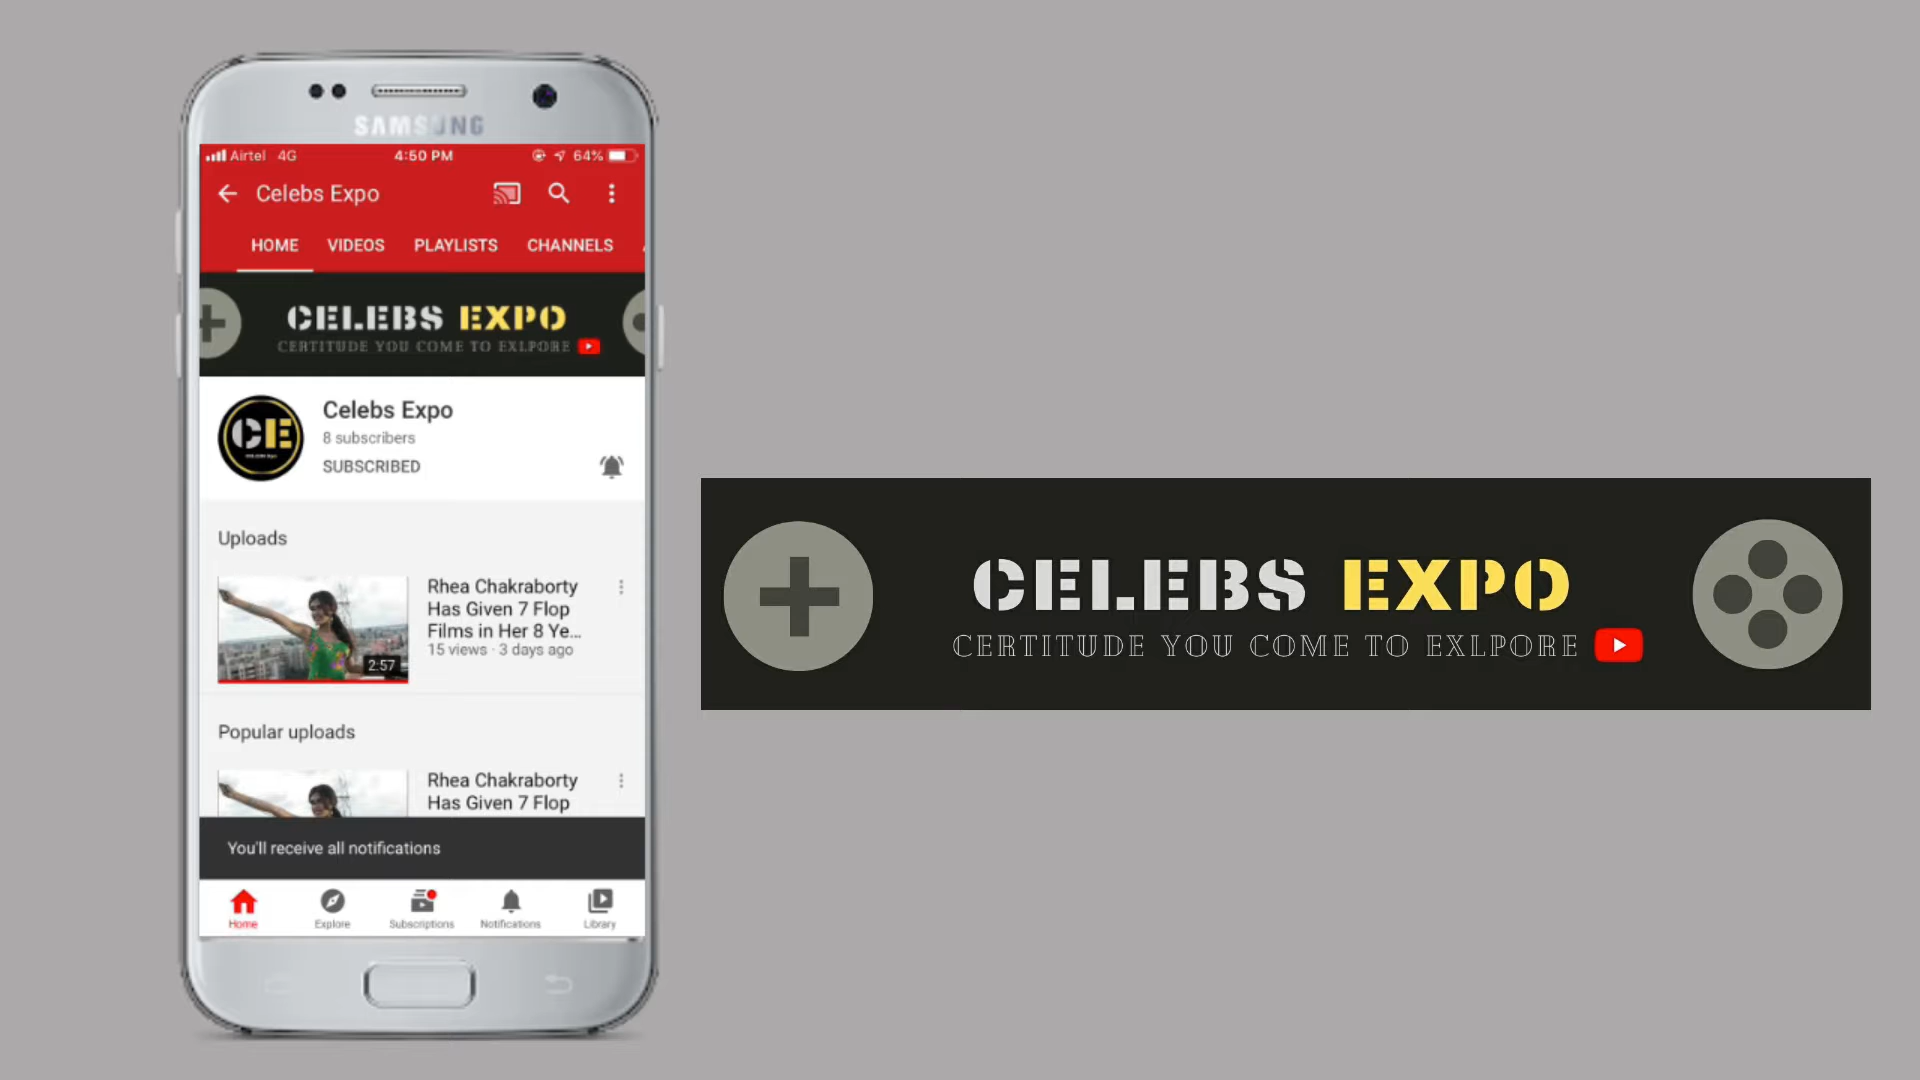 SAMSUNG
Airtel 4G 4:50 PM 64%
Celebs Expo
HOME VIDEOS PLAYLISTS CHANNELS
CELEBS EXPO
CERTITUDE YOU COME TO EXLPORE
CE
Celebs Expo
8 subscribers
SUBSCRIBED
Uploads
Rhea Chakraborty
Has Given 7 Flop
Films in Her 8 Ye...
15 views · 3 days ago
2:57
Popular uploads
Rhea Chakraborty
Has Given 7 Flop
You'll receive all notifications
Home Explore Subscriptions Notifications Library
CELEBS EXPO
CERTITUDE YOU COME TO EXLPORE